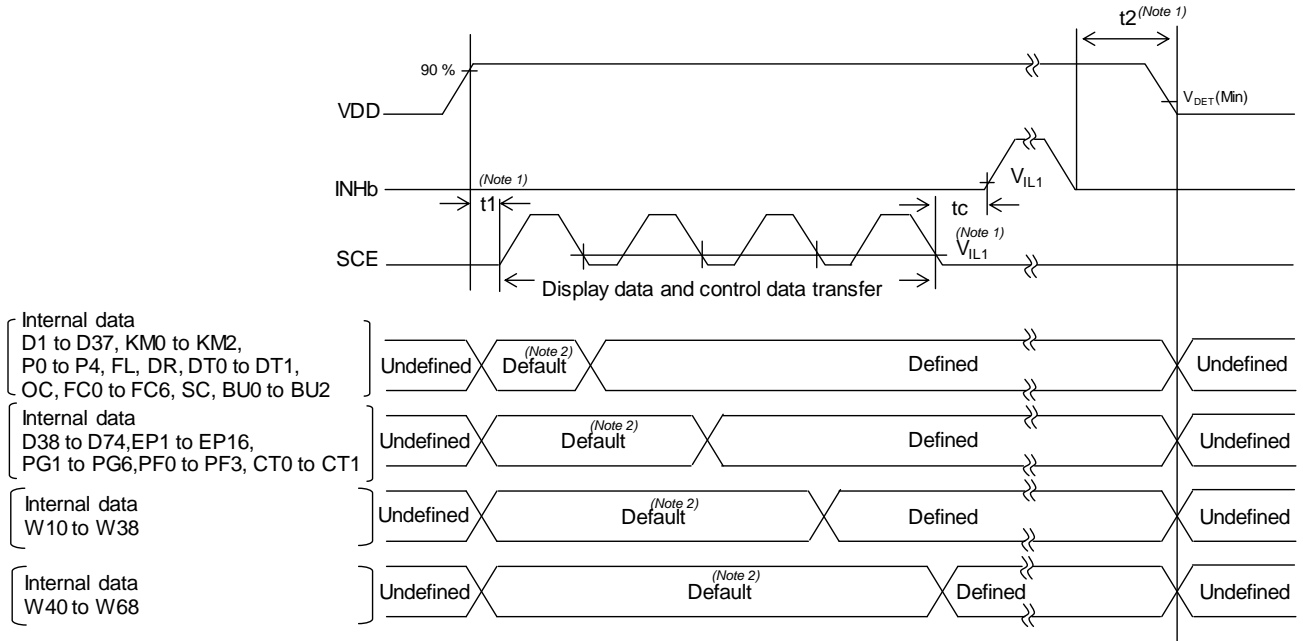 t2(Note 1)
90 %
VDD
VDET(Min)
INHb
(Note 1)
t1
tc
VIL1
(Note 1)
VIL1
SCE
Display data and control data transfer
Internal data
D1 to D37, KM0 to KM2,
P0 to P4, FL, DR, DT0 to DT1,
OC, FC0 to FC6, SC, BU0 to BU2
Undefined
Default
(Note 2)
Defined
Undefined
Internal data
D38 to D74,EP1 to EP16,
PG1 to PG6,PF0 to PF3, CT0 to CT1
Undefined
Default
(Note 2)
Defined
Undefined
Internal data
W10 to W38
Undefined
Default
(Note 2)
Defined
Undefined
Internal data
W40 to W68
Undefined
Default
(Note 2)
Defined
Undefined